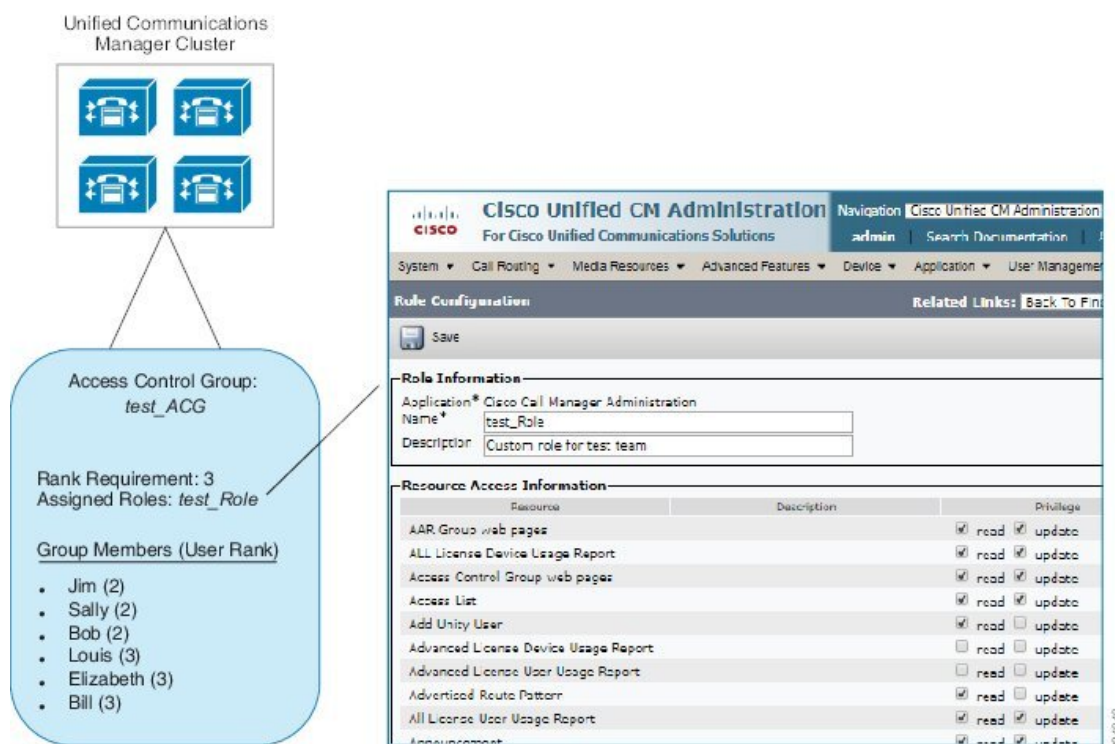 Unified Communications
Manager Cluster
Access Control Group:
test_ACG
Rank Requirement: 3
Assigned Roles: test_Role
Group Members (User Rank)
• Jim (2)
• Sally (2)
• Bob (2)
• Louis (3)
• Elizabeth (3)
• Bill (3)
CISCO
Cisco Unified CM Administration
For Cisco Unified Communications Solutions
Navigation Cisco Unified CM Administration
admin | Search Documentation |
System Call Routing Media Resources Advanced Features Device Application User Managemen
Role Configuration
Related Links: Back To Fin
Save
Role Information
Application* Cisco Call Manager Administration
Name* test_Role
Description Custom role for test team
Resource Access Information
Resource Description Privilege
AAR Group web pages read update
ALL License Device Usage Report read update
Access Control Group web pages read update
Access List read update
Add Unity User read update
Advanced License Device Usage Report read update
Advanced License User Usage Report read update
Advertised Route Pattern read update
All License User Usage Report read update
Announcement read update